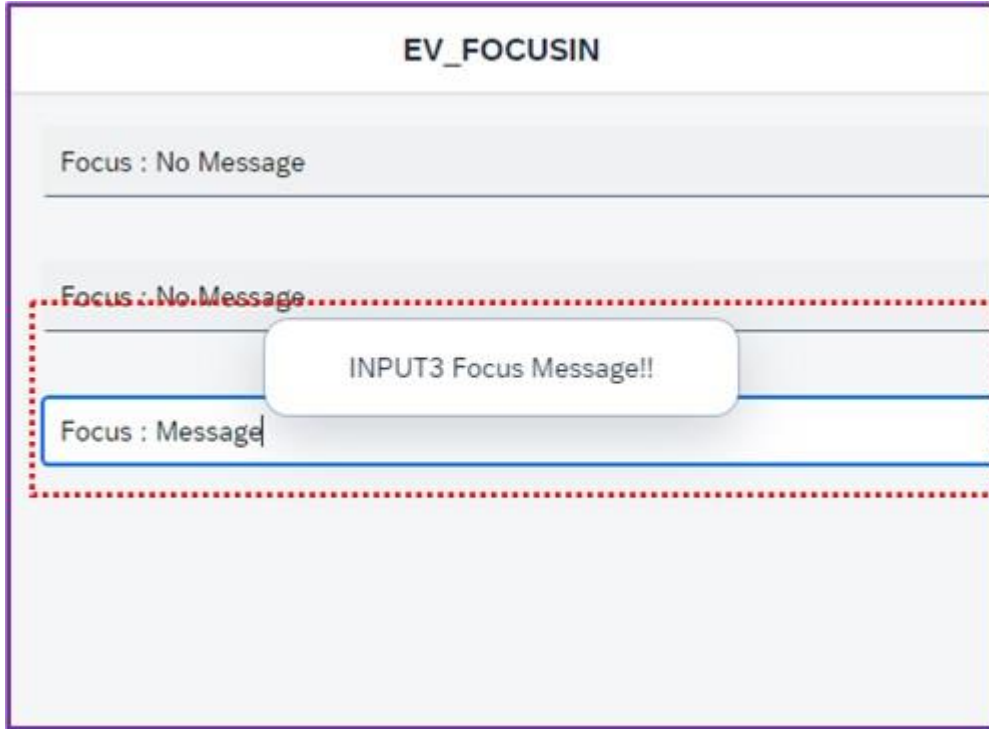 EV_FOCUSIN
Focus : No Message
Focus : No Message
INPUT3 Focus Message!!
Focus : Message